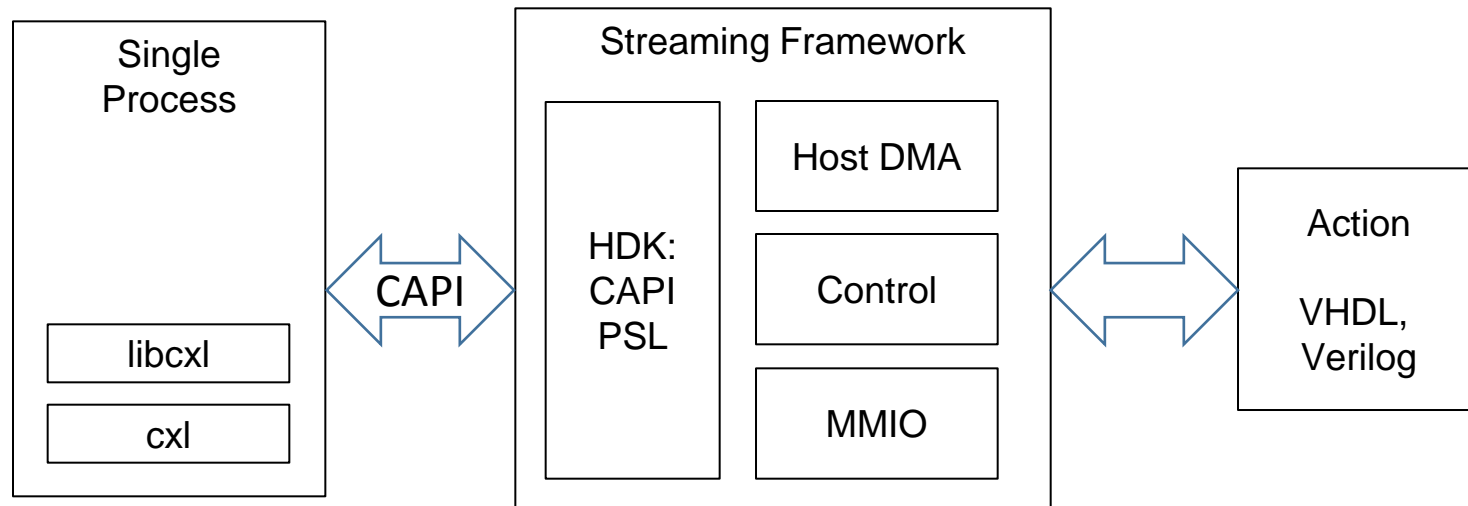 Single
Process
libcxl
cxl
CAPI
Streaming Framework
HDK:
CAPI
PSL
Host DMA
Control
MMIO
Action
VHDL,
Verilog